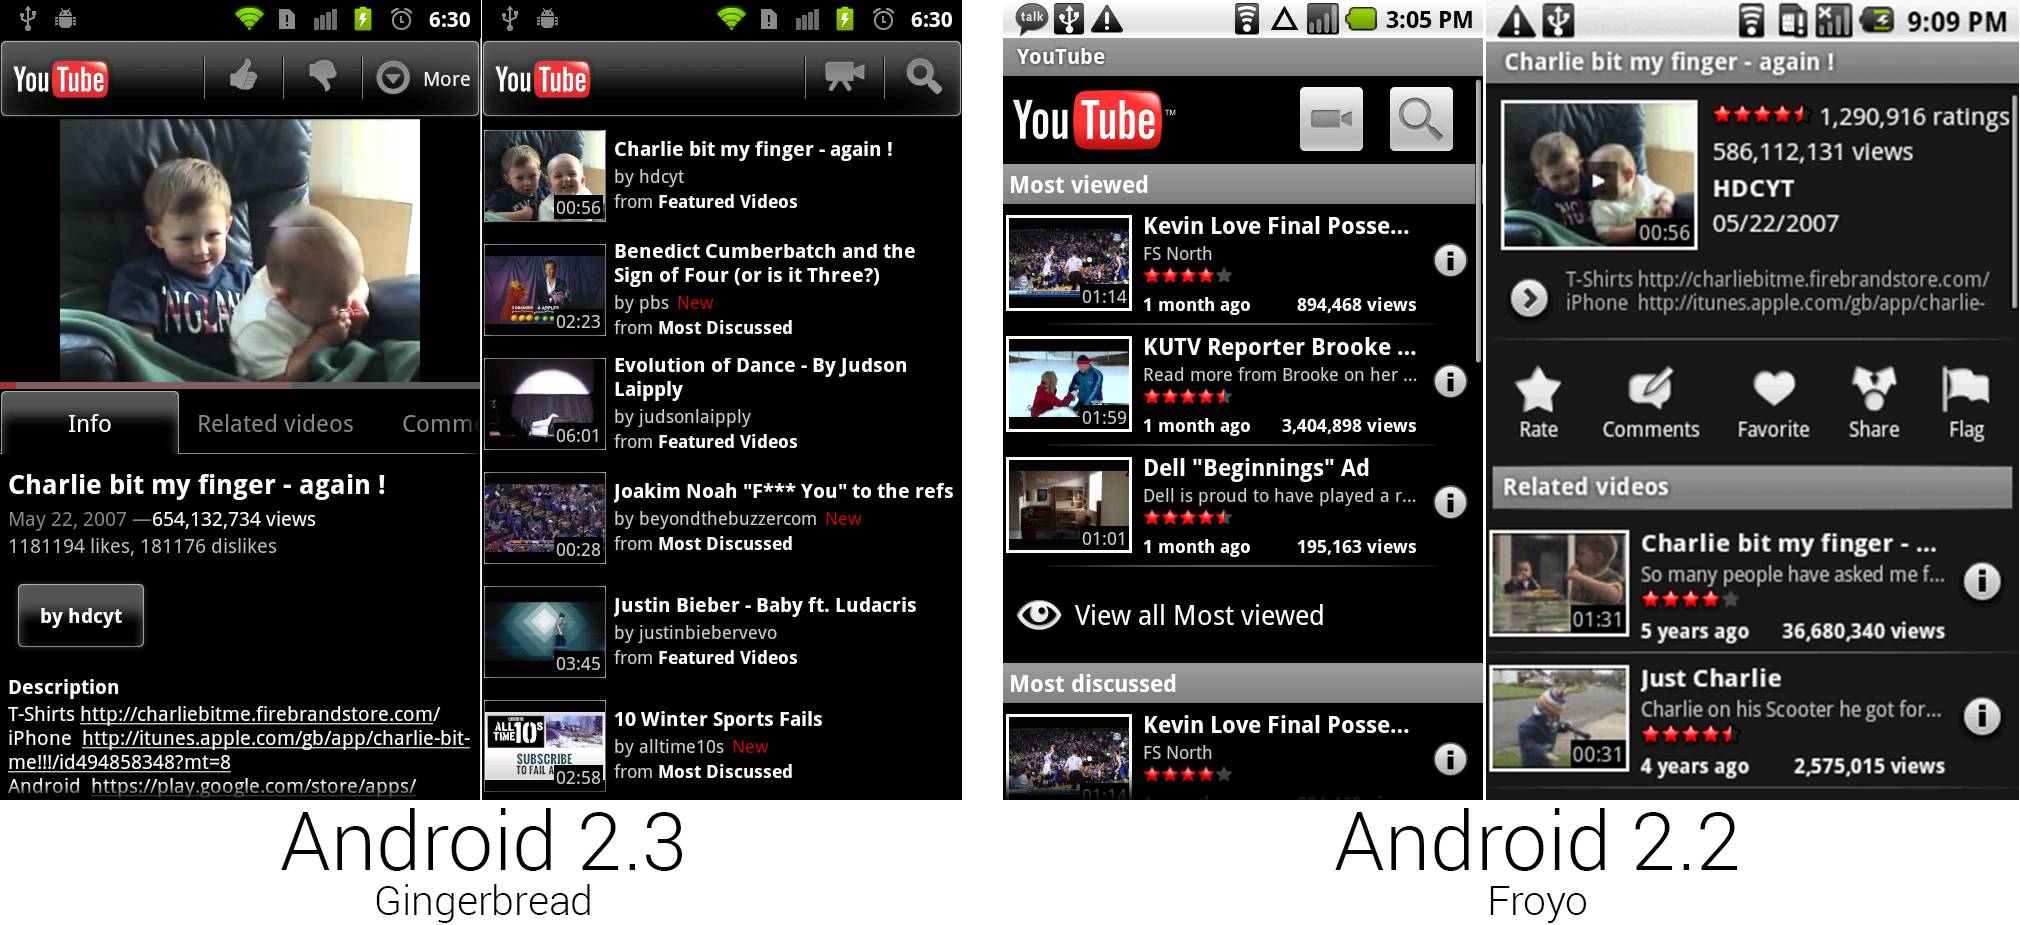 6:30
YouTube
More
Info
Related videos
Comm
Charlie bit my finger - again !
May 22, 2007 —654,132,734 views
1181194 likes, 181176 dislikes
by hdcyt
Description
T-Shirts http://charliebitme.firebrandstore.com/
iPhone  http://itunes.apple.com/gb/app/charlie-bit-
me!!!/id494858348?mt=8
Android  https://play.google.com/store/apps/
6:30
YouTube
Charlie bit my finger - again !
by hdcyt
from Featured Videos
00:56
Benedict Cumberbatch and the
Sign of Four (or is it Three?)
by pbs New
from Most Discussed
02:23
Evolution of Dance - By Judson
Laipply
by judsonlaipply
from Featured Videos
06:01
Joakim Noah "F*** You" to the refs
by beyondthebuzzercom New
from Most Discussed
00:28
Justin Bieber - Baby ft. Ludacris
by justinbiebervevo
from Featured Videos
03:45
10 Winter Sports Fails
by alltime10s New
from Most Discussed
ALL
TIME 10s
SUBSCRIBE
02:58
Android 2.3
Gingerbread
talk
3:05 PM
YouTube
YouTube™
Most viewed
Kevin Love Final Posse...
FS North
01:14
1 month ago 894,468 views
KUTV Reporter Brooke ...
Read more from Brooke on her ...
01:59
1 month ago 3,404,898 views
Dell "Beginnings" Ad
Dell is proud to have played a r...
01:01
1 month ago 195,163 views
View all Most viewed
Most discussed
Kevin Love Final Posse...
FS North
01:14
9:09 PM
Charlie bit my finger - again !
1,290,916 ratings
586,112,131 views
HDCYT
05/22/2007
00:56
T-Shirts http://charliebitme.firebrandstore.com/
iPhone  http://itunes.apple.com/gb/app/charlie-
Rate
Comments
Favorite
Share
Flag
Related videos
Charlie bit my finger - ...
So many people have asked me f...
01:31
5 years ago 36,680,340 views
Just Charlie
Charlie on his Scooter he got for...
00:31
4 years ago 2,575,015 views
Android 2.2
Froyo